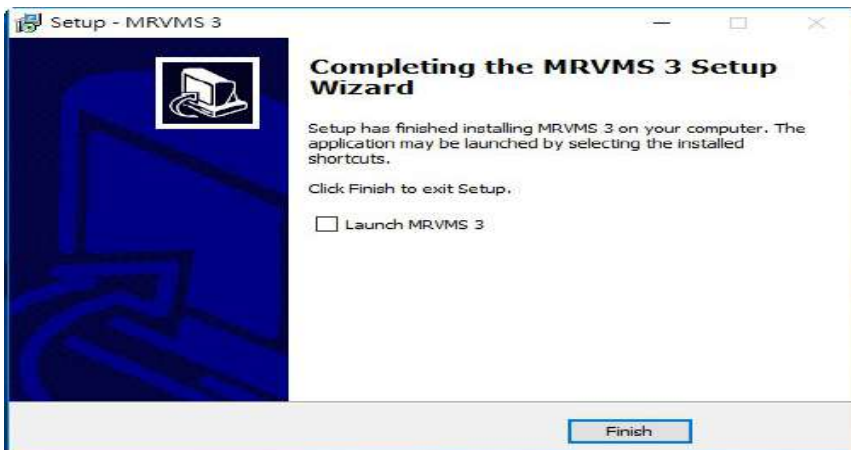 Setup - MRVMS 3
Completing the MRVMS 3 Setup
Wizard
Setup has finished installing MRVMS 3 on your computer. The
application may be launched by selecting the installed
shortcuts.
Click Finish to exit Setup.
Launch MRVMS 3
Finish